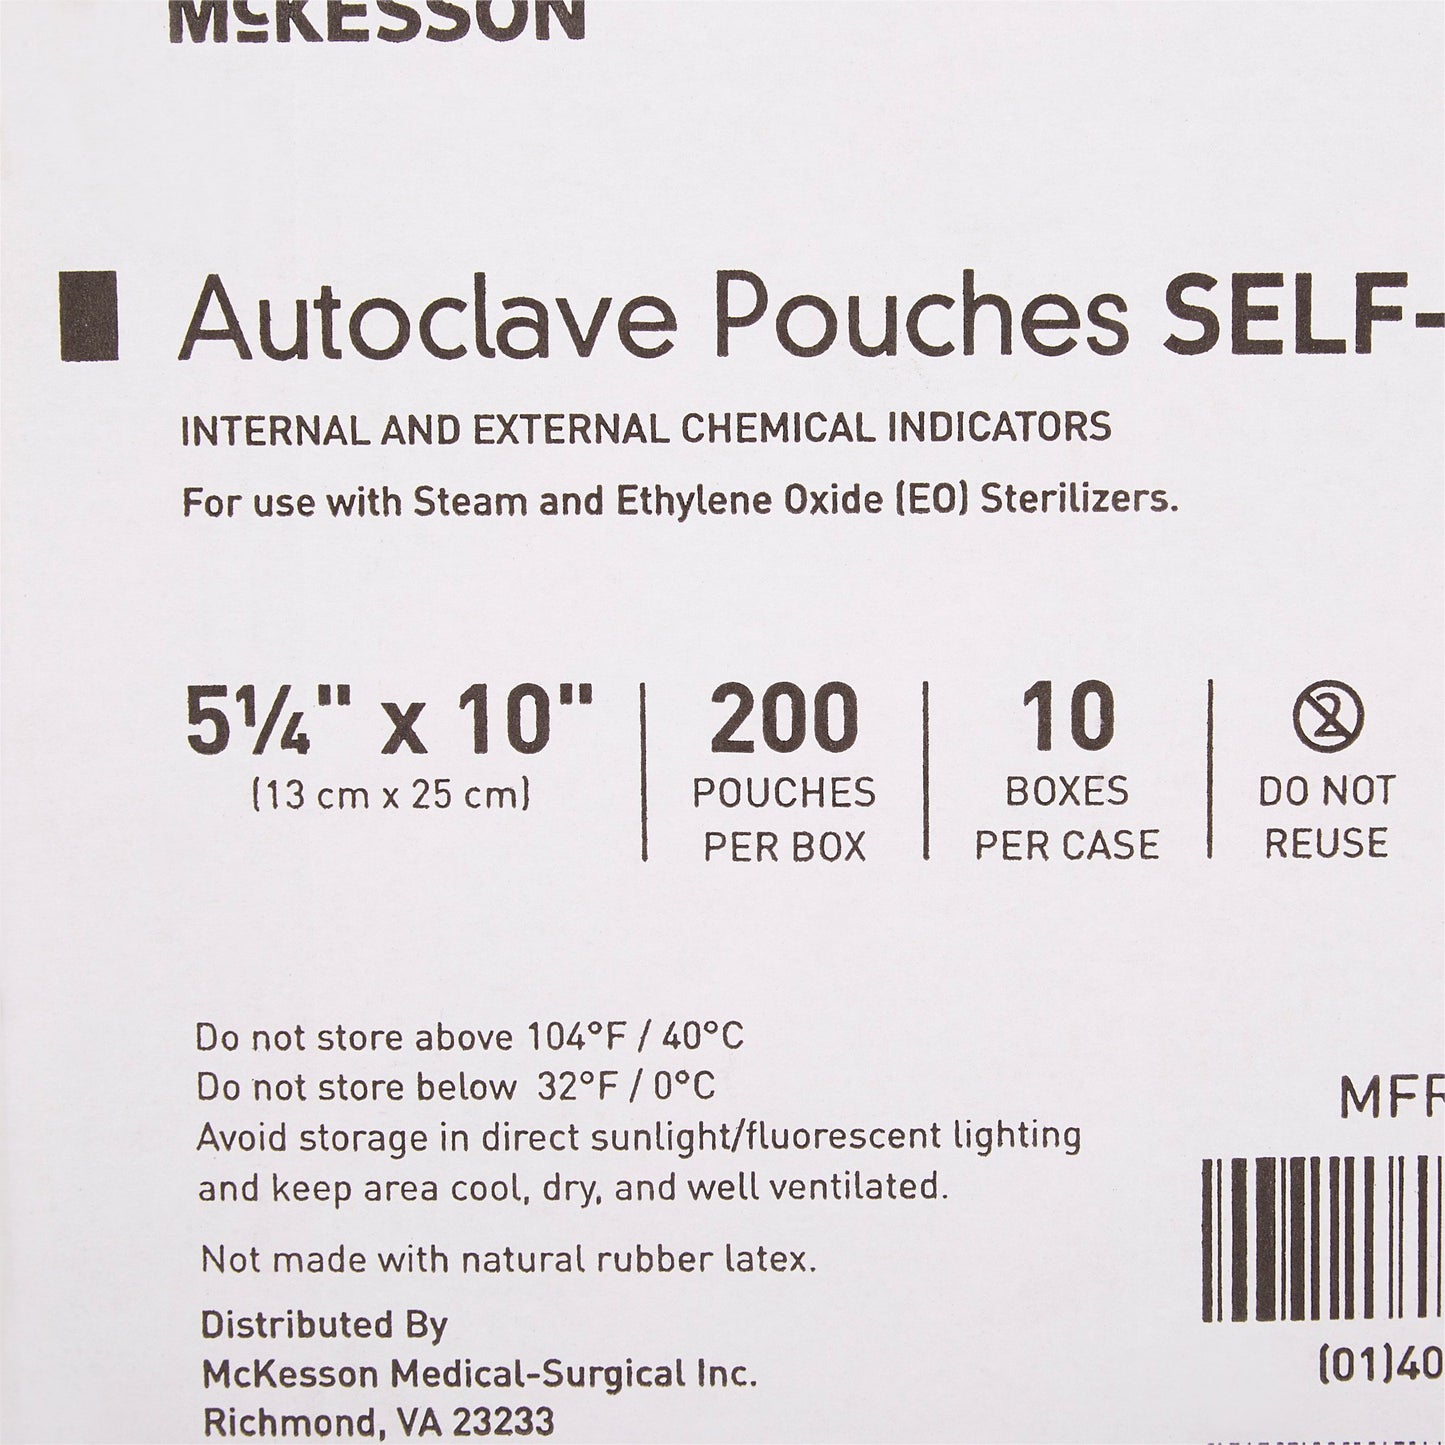 McKESSON
Autoclave Pouches SELF-
INTERNAL AND EXTERNAL CHEMICAL INDICATORS
For use with Steam and Ethylene Oxide (EO) Sterilizers.
5¼" x 10"
(13 cm x 25 cm)
200
POUCHES
PER BOX
10
BOXES
PER CASE
2
DO NOT
REUSE
Do not store above 104°F / 40°C
Do not store below 32°F / 0°C
Avoid storage in direct sunlight/fluorescent lighting
and keep area cool, dry, and well ventilated.
Not made with natural rubber latex.
Distributed By
McKesson Medical-Surgical Inc.
Richmond, VA 23233
(01)40